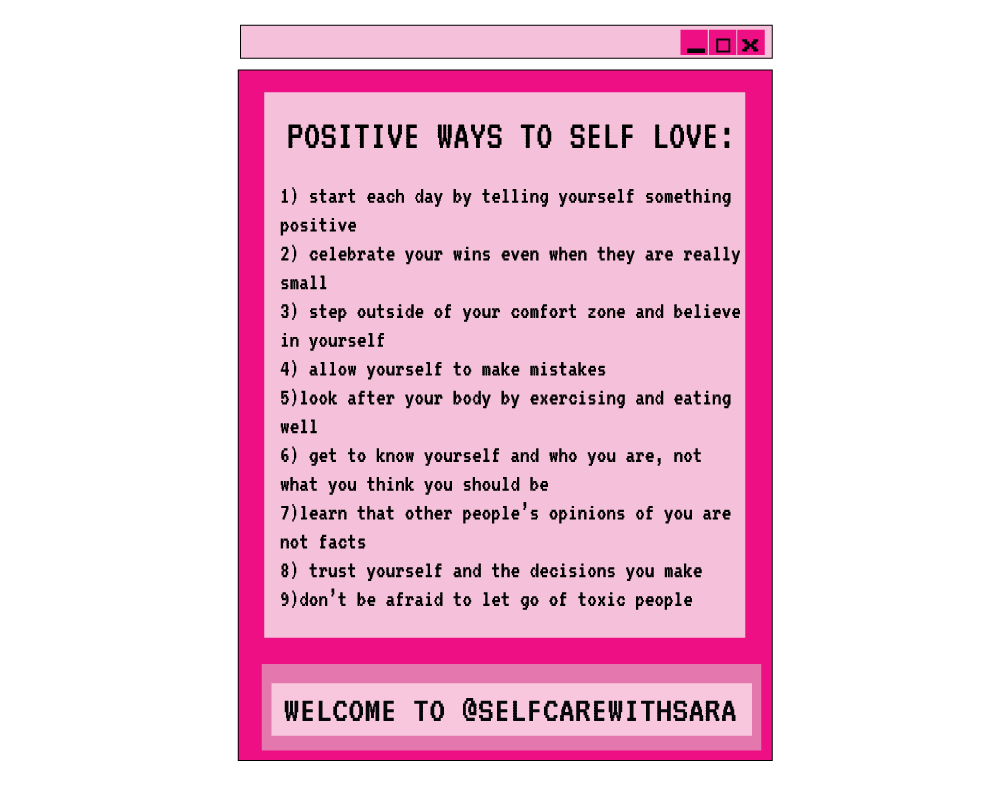 POSITIVE WAYS TO SELF LOVE:
1) start each day by telling yourself something
positive
2) celebrate your wins even when they are really
small
3) step outside of your comfort zone and believe
in yourself
4) allow yourself to make mistakes
5)look after your body by exercising and eating
well
6) get to know yourself and who you are, not
what you think you should be
7)learn that other people's opinions of you are
not facts
8) trust yourself and the decisions you make
9)don't be afraid to let go of toxic people
WELCOME TO @SELFCAREWITHSARA